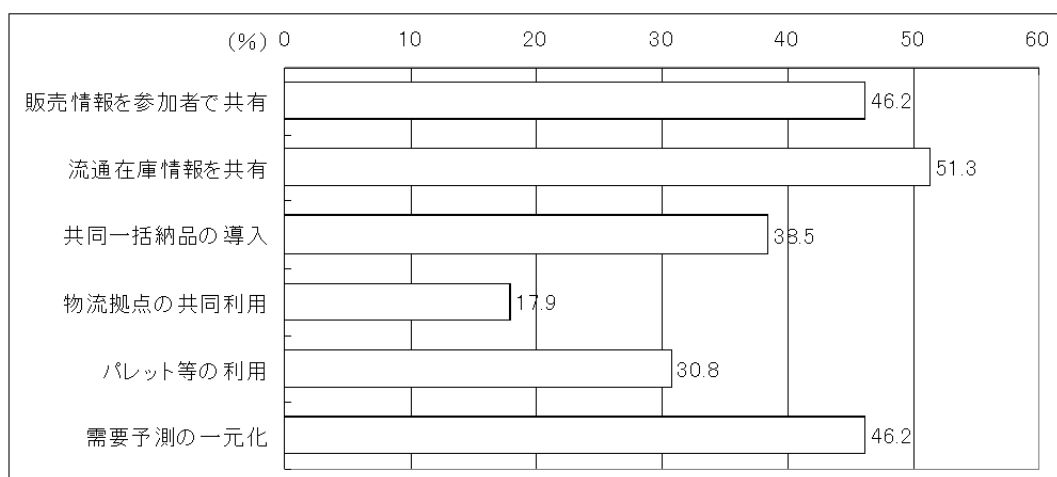 (%) 0 10 20 30 40 50 60
販売情報を参加者で共有 46.2
流通在庫情報を共有 51.3
共同一括納品の導入 38.5
物流拠点の共同利用 17.9
パレット等の利用 30.8
需要予測の一元化 46.2